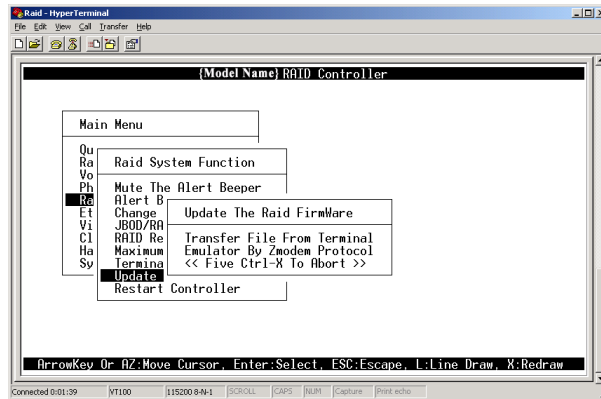 Raid - HyperTerminal
File Edit View Call Transfer Help
{Model Name} RAID Controller
Main Menu
Qu
Ra
Vo
Ph
Ra
Et
Vi
Cl
Ha
Sy
Raid System Function
Mute The Alert Beeper
Alert B
Change
JBOD/RA
RAID Re
Maximum
Termina
Update
Restart Controller
Update The Raid FirmWare
Transfer File From Terminal
Emulator By Zmodem Protocol
<< Five Ctrl-X To Abort >>
ArrowKey Or AZ:Move Cursor, Enter:Select, ESC:Escape, L:Line Draw, X:Redraw
Connected 0:01:39 VT100 115200 8-N-1 SCROLL CAPS NUM Capture Print echo